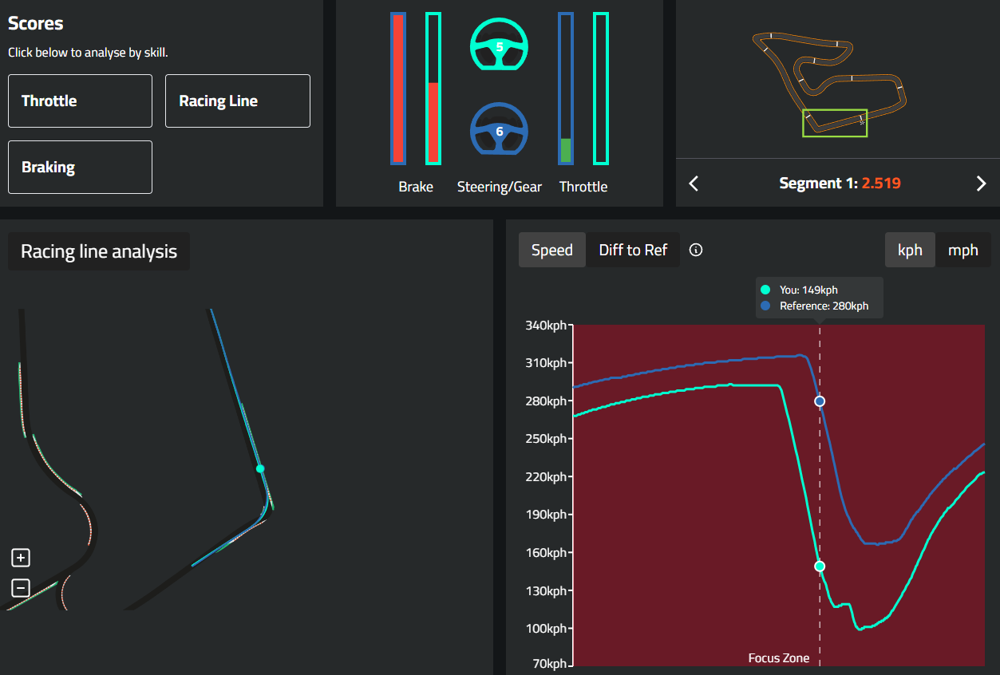 Scores
Click below to analyse by skill.
Throttle
Racing Line
Braking
5
6
Brake
Steering/Gear
Throttle
Segment 1: 2.519
Racing line analysis
+
−
Speed
Diff to Ref
i
kph
mph
You: 149kph
Reference: 280kph
340kph
310kph
280kph
250kph
220kph
190kph
160kph
130kph
100kph
70kph
Focus Zone